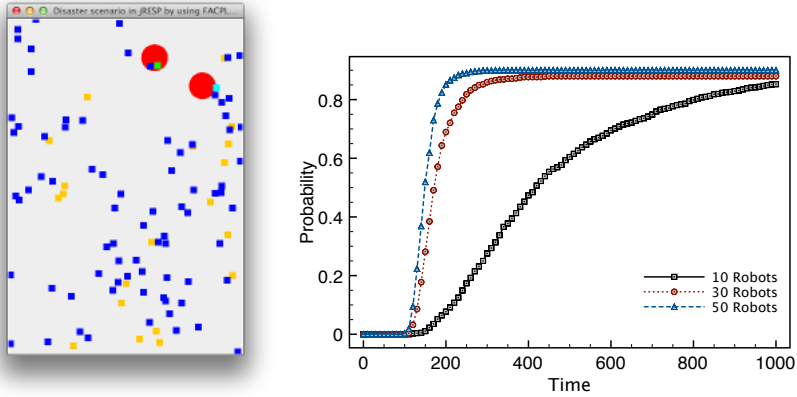 Disaster scenario in jRESP by using FACPL...
Probability
0.8
0.6
0.4
0.2
0
0 200 400 600 800 1000
Time
10 Robots
30 Robots
50 Robots